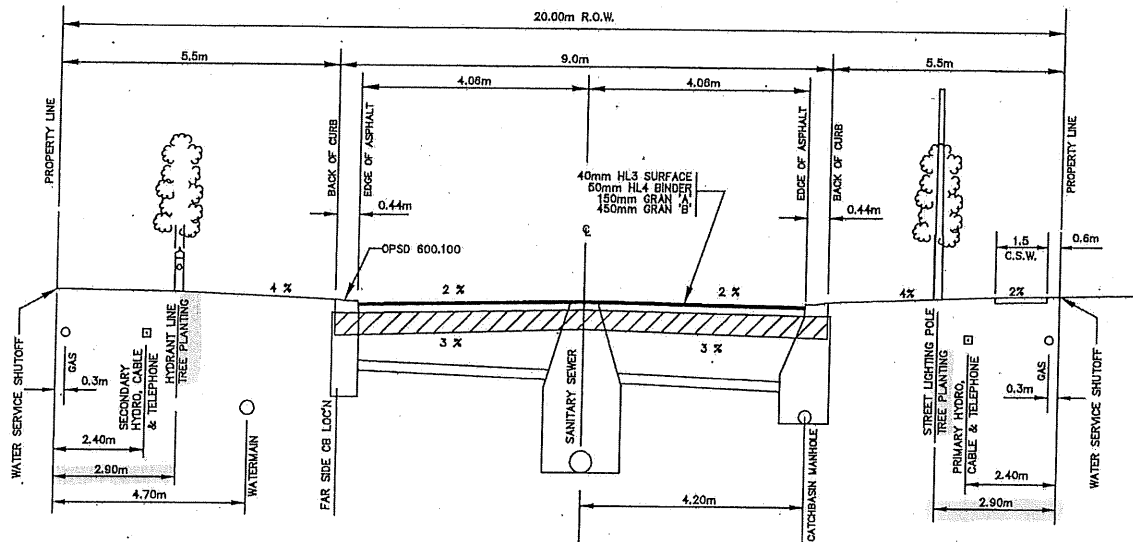 20.00m R.O.W.
5.5m
9.0m
5.5m
4.06m
4.06m
PROPERTY LINE
BACK OF CURB
EDGE OF ASPHALT
EDGE OF ASPHALT
BACK OF CURB
PROPERTY LINE
40mm HL3 SURFACE
50mm HL4 BINDER
150mm GRAN 'A'
450mm GRAN 'B'
0.44m
0.44m
1.5
C.S.W.
0.6m
OPSD 600.100
4 %
2 %
2 %
4%
2%
3 %
3 %
WATER SERVICE SHUTOFF
GAS
0.3m
SECONDARY
HYDRO, CABLE
& TELEPHONE
HYDRANT LINE
TREE PLANTING
2.40m
2.90m
4.70m
WATERMAIN
FAR SIDE CB LOC'N
SANITARY SEWER
4.20m
CATCHBASIN MANHOLE
STREET LIGHTING POLE
TREE PLANTING
PRIMARY HYDRO,
CABLE & TELEPHONE
GAS
0.3m
2.40m
2.90m
WATER SERVICE SHUTOFF